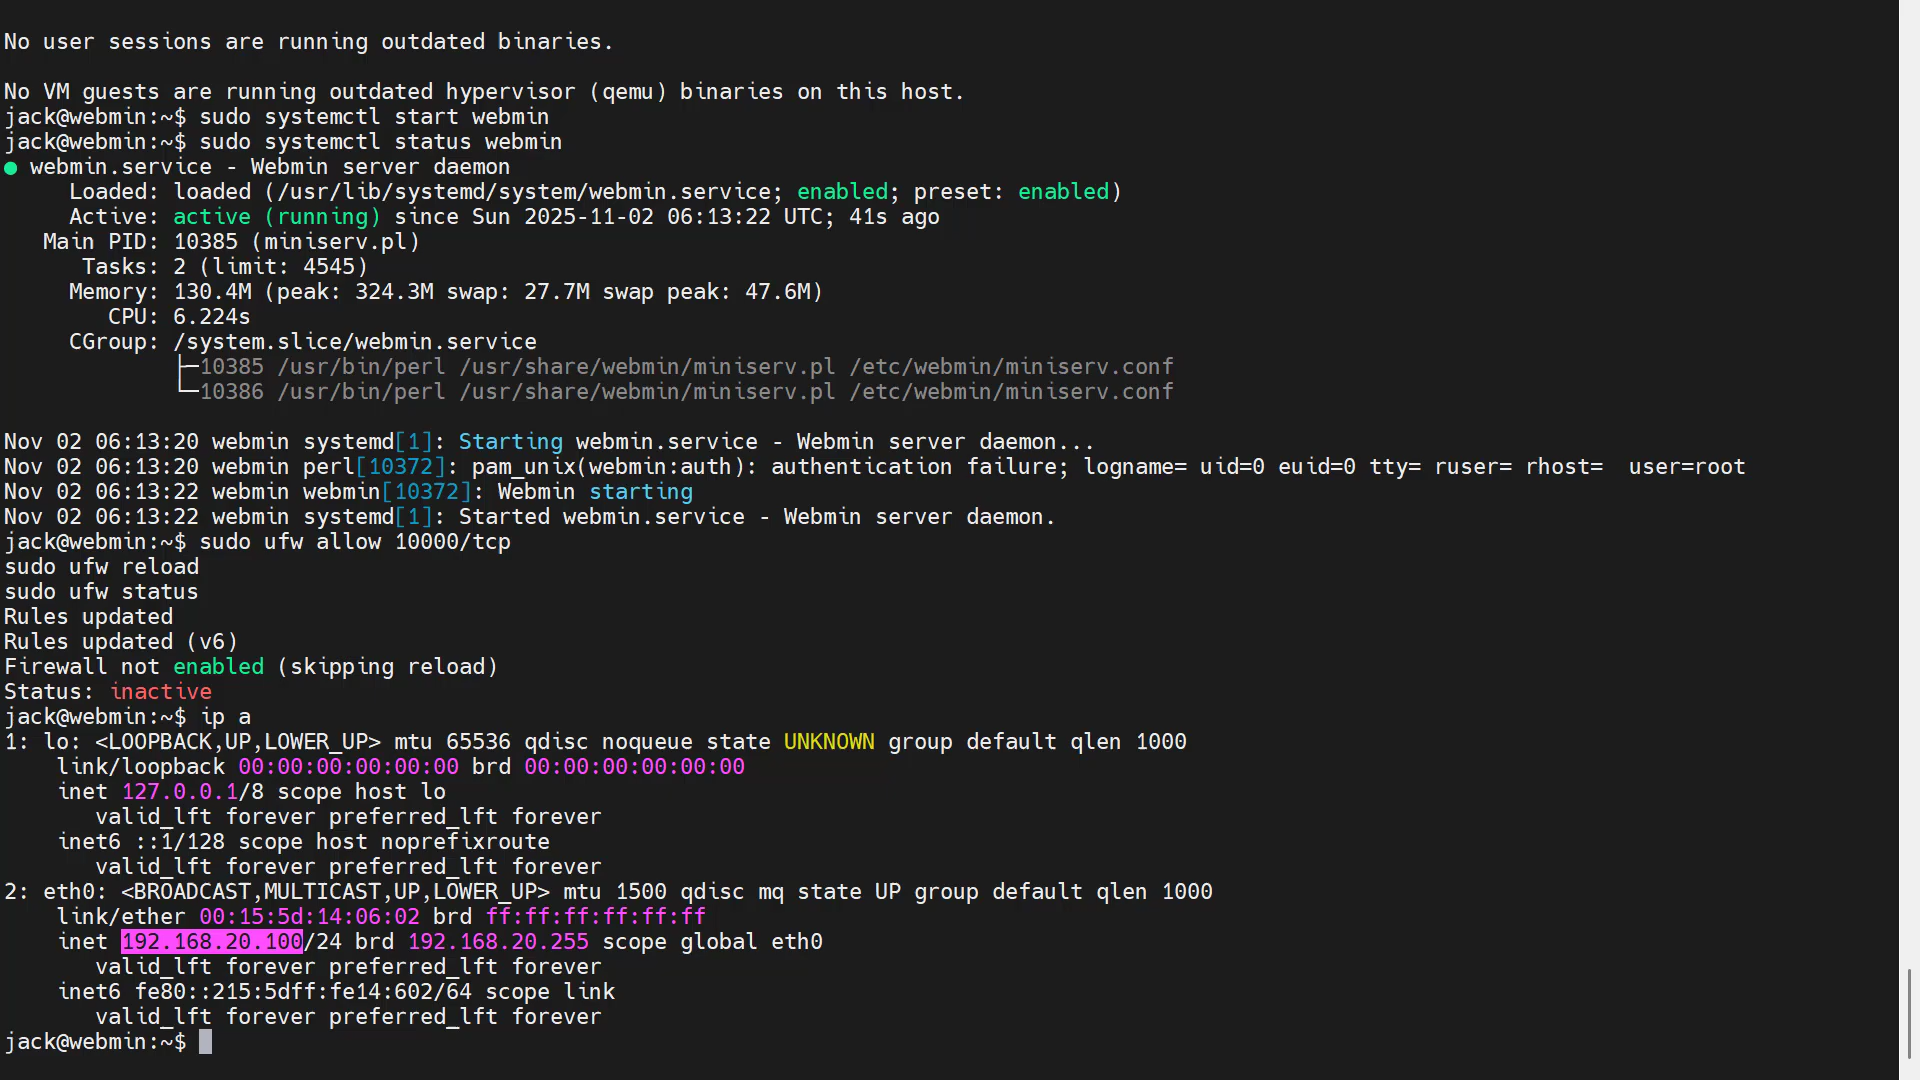 No user sessions are running outdated binaries.
No VM guests are running outdated hypervisor (qemu) binaries on this host.
jack@webmin:~$ sudo systemctl start webmin
jack@webmin:~$ sudo systemctl status webmin
● webmin.service - Webmin server daemon
     Loaded: loaded (/usr/lib/systemd/system/webmin.service; enabled; preset: enabled)
     Active: active (running) since Sun 2025-11-02 06:13:22 UTC; 41s ago
   Main PID: 10385 (miniserv.pl)
      Tasks: 2 (limit: 4545)
     Memory: 130.4M (peak: 324.3M swap: 27.7M swap peak: 47.6M)
        CPU: 6.224s
     CGroup: /system.slice/webmin.service
             ├─10385 /usr/bin/perl /usr/share/webmin/miniserv.pl /etc/webmin/miniserv.conf
             └─10386 /usr/bin/perl /usr/share/webmin/miniserv.pl /etc/webmin/miniserv.conf
Nov 02 06:13:20 webmin systemd[1]: Starting webmin.service - Webmin server daemon...
Nov 02 06:13:20 webmin perl[10372]: pam_unix(webmin:auth): authentication failure; logname= uid=0 euid=0 tty= ruser= rhost=  user=root
Nov 02 06:13:22 webmin webmin[10372]: Webmin starting
Nov 02 06:13:22 webmin systemd[1]: Started webmin.service - Webmin server daemon.
jack@webmin:~$ sudo ufw allow 10000/tcp
sudo ufw reload
sudo ufw status
Rules updated
Rules updated (v6)
Firewall not enabled (skipping reload)
Status: inactive
jack@webmin:~$ ip a
1: lo: <LOOPBACK,UP,LOWER_UP> mtu 65536 qdisc noqueue state UNKNOWN group default qlen 1000
    link/loopback 00:00:00:00:00:00 brd 00:00:00:00:00:00
    inet 127.0.0.1/8 scope host lo
       valid_lft forever preferred_lft forever
    inet6 ::1/128 scope host noprefixroute
       valid_lft forever preferred_lft forever
2: eth0: <BROADCAST,MULTICAST,UP,LOWER_UP> mtu 1500 qdisc mq state UP group default qlen 1000
    link/ether 00:15:5d:14:06:02 brd ff:ff:ff:ff:ff:ff
    inet 192.168.20.100/24 brd 192.168.20.255 scope global eth0
       valid_lft forever preferred_lft forever
    inet6 fe80::215:5dff:fe14:602/64 scope link
       valid_lft forever preferred_lft forever
jack@webmin:~$